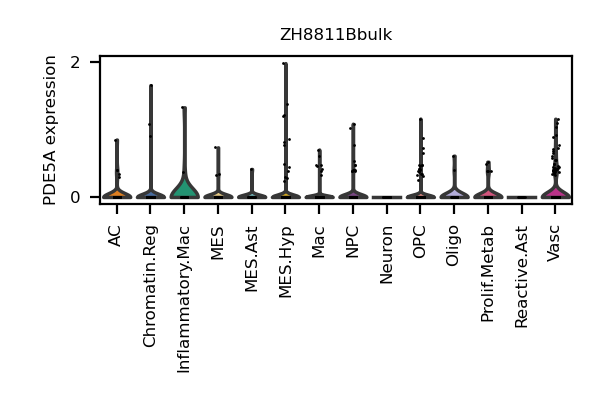 ZH8811Bbulk
PDE5A expression
2
0
AC
Chromatin.Reg
Inflammatory.Mac
MES
MES.Ast
MES.Hyp
Mac
NPC
Neuron
OPC
Oligo
Prolif.Metab
Reactive.Ast
Vasc